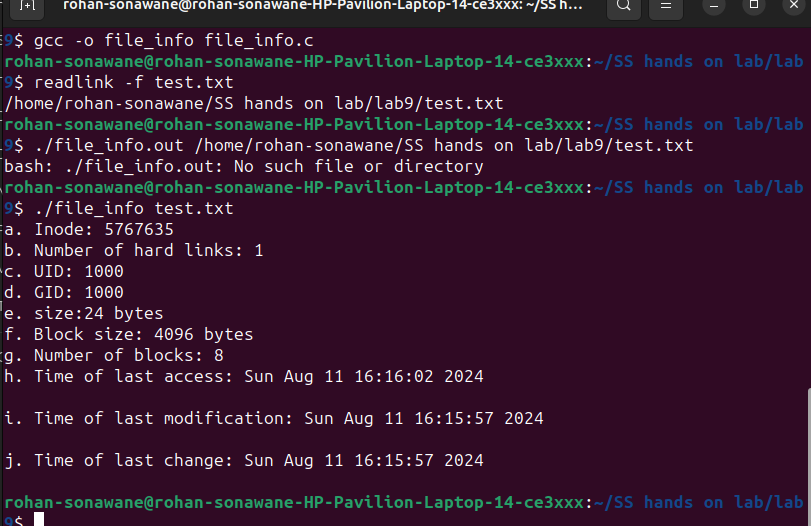 rohan-sonawane@rohan-sonawane-HP-Pavilion-Laptop-14-ce3xxx: ~/SS h...
9$ gcc -o file_info file_info.c
rohan-sonawane@rohan-sonawane-HP-Pavilion-Laptop-14-ce3xxx:~/SS hands on lab/lab
9$ readlink -f test.txt
/home/rohan-sonawane/SS hands on lab/lab9/test.txt
rohan-sonawane@rohan-sonawane-HP-Pavilion-Laptop-14-ce3xxx:~/SS hands on lab/lab
9$ ./file_info.out /home/rohan-sonawane/SS hands on lab/lab9/test.txt
bash: ./file_info.out: No such file or directory
rohan-sonawane@rohan-sonawane-HP-Pavilion-Laptop-14-ce3xxx:~/SS hands on lab/lab
9$ ./file_info test.txt
a. Inode: 5767635
b. Number of hard links: 1
c. UID: 1000
d. GID: 1000
e. size:24 bytes
f. Block size: 4096 bytes
g. Number of blocks: 8
h. Time of last access: Sun Aug 11 16:16:02 2024
i. Time of last modification: Sun Aug 11 16:15:57 2024
j. Time of last change: Sun Aug 11 16:15:57 2024
rohan-sonawane@rohan-sonawane-HP-Pavilion-Laptop-14-ce3xxx:~/SS hands on lab/lab
9$